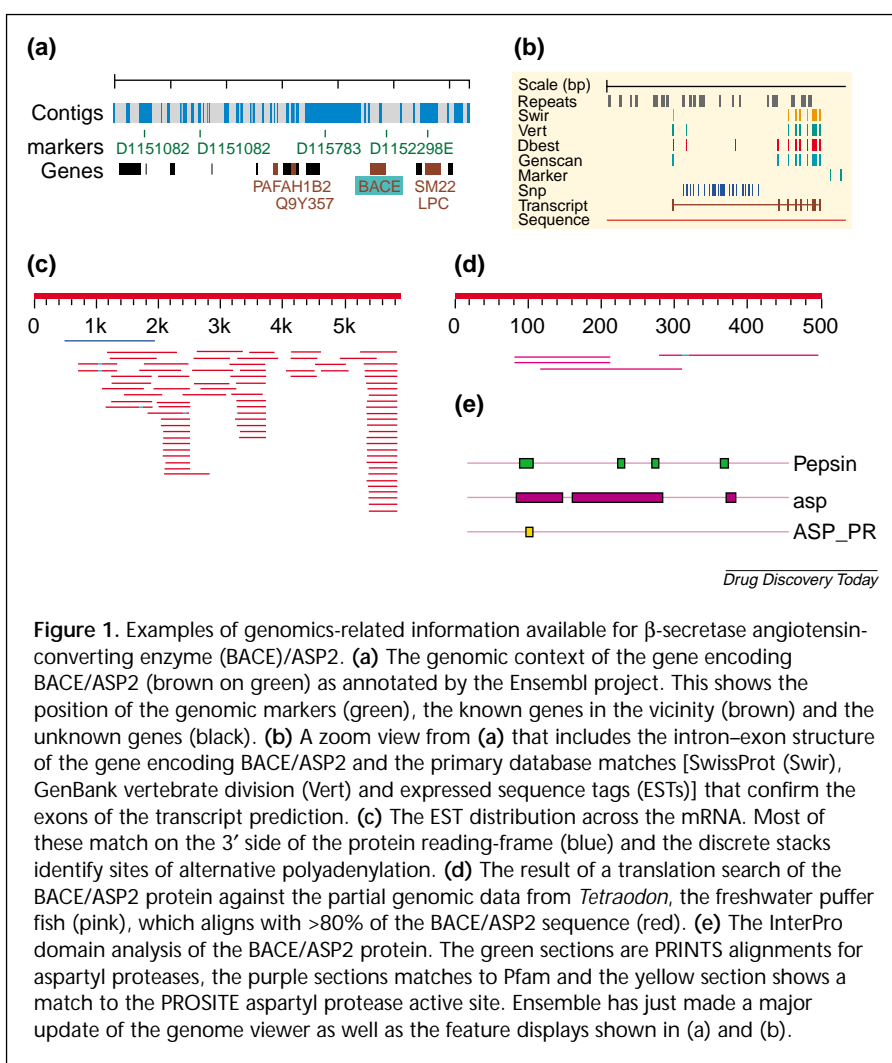 (a)
Contigs
markers
D1151082 D1151082 D115783 D1152298E
Genes
PAFAH1B2 BACE SM22
Q9Y357 LPC
(b)
Scale (bp)
Repeats
Swir
Vert
Dbest
Genscan
Marker
Snp
Transcript
Sequence
(c)
0 1k 2k 3k 4k 5k
(d)
0 100 200 300 400 500
(e)
Pepsin
asp
ASP_PR
Drug Discovery Today
Figure 1. Examples of genomics-related information available for β-secretase angiotensin-
converting enzyme (BACE)/ASP2. (a) The genomic context of the gene encoding
BACE/ASP2 (brown on green) as annotated by the Ensembl project. This shows the
position of the genomic markers (green), the known genes in the vicinity (brown) and the
unknown genes (black). (b) A zoom view from (a) that includes the intron–exon structure
of the gene encoding BACE/ASP2 and the primary database matches [SwissProt (Swir),
GenBank vertebrate division (Vert) and expressed sequence tags (ESTs)] that confirm the
exons of the transcript prediction. (c) The EST distribution across the mRNA. Most of
these match on the 3′ side of the protein reading-frame (blue) and the discrete stacks
identify sites of alternative polyadenylation. (d) The result of a translation search of the
BACE/ASP2 protein against the partial genomic data from Tetraodon, the freshwater puffer
fish (pink), which aligns with >80% of the BACE/ASP2 sequence (red). (e) The InterPro
domain analysis of the BACE/ASP2 protein. The green sections are PRINTS alignments for
aspartyl proteases, the purple sections matches to Pfam and the yellow section shows a
match to the PROSITE aspartyl protease active site. Ensemble has just made a major
update of the genome viewer as well as the feature displays shown in (a) and (b).